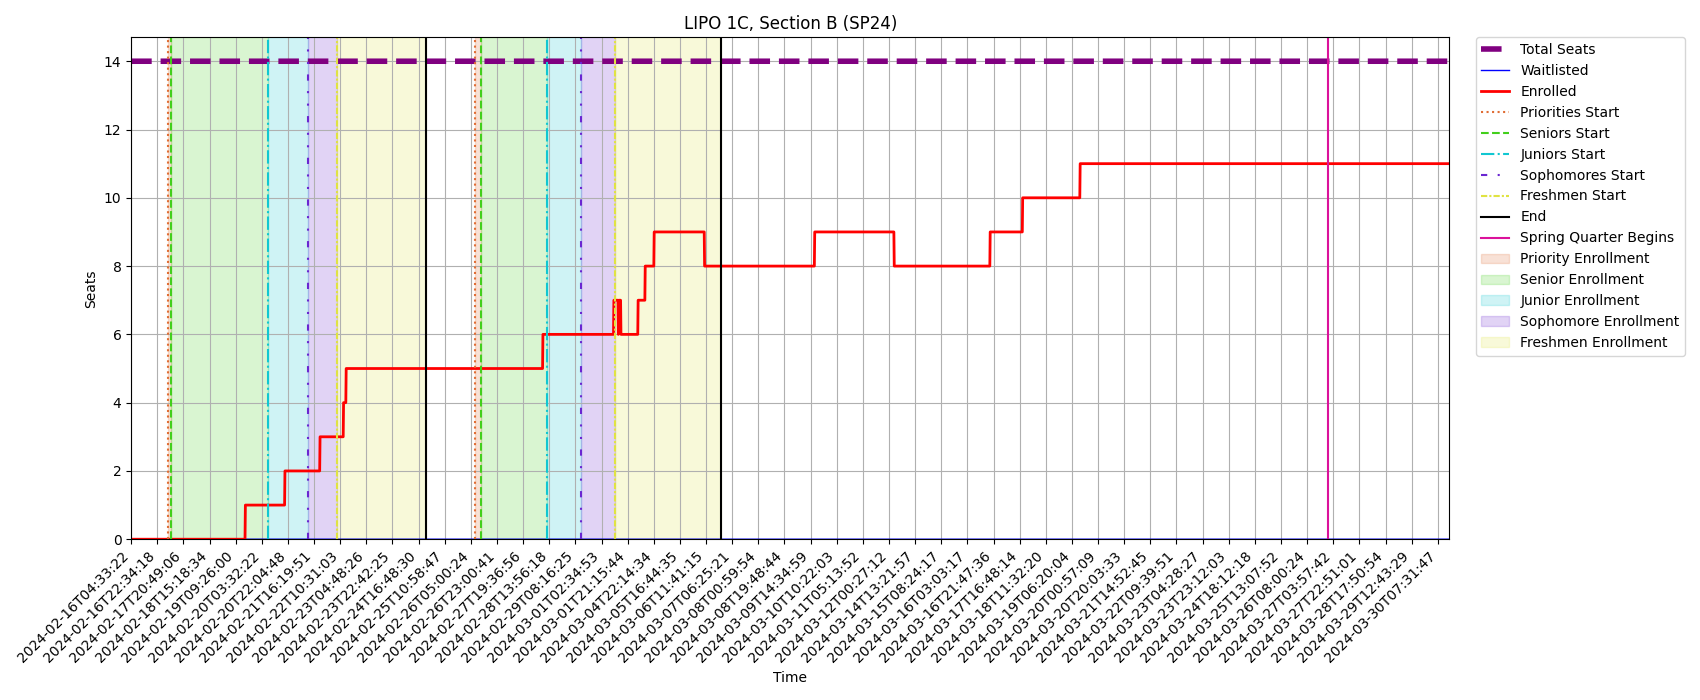 LIPO 1C, Section B (SP24)
Seats
14
12
10
8
6
4
2
0
2024-02-16T04:33:22
2024-02-16T22:34:18
2024-02-17T20:49:06
2024-02-18T15:18:34
2024-02-19T09:26:00
2024-02-20T03:32:22
2024-02-20T22:04:48
2024-02-21T16:19:51
2024-02-22T10:31:03
2024-02-23T04:48:26
2024-02-23T22:42:25
2024-02-24T16:48:30
2024-02-25T10:58:47
2024-02-26T05:00:24
2024-02-26T23:00:41
2024-02-27T19:36:56
2024-02-28T13:56:18
2024-02-29T08:16:25
2024-03-01T02:34:53
2024-03-01T21:15:44
2024-03-04T22:14:34
2024-03-05T16:44:35
2024-03-06T11:41:15
2024-03-07T06:25:21
2024-03-08T00:59:54
2024-03-08T19:48:44
2024-03-09T14:34:59
2024-03-10T10:22:03
2024-03-11T05:13:52
2024-03-12T00:27:12
2024-03-14T13:21:57
2024-03-15T08:24:17
2024-03-16T03:03:17
2024-03-16T21:47:36
2024-03-17T16:48:14
2024-03-18T11:32:20
2024-03-19T06:20:04
2024-03-20T00:57:09
2024-03-20T20:03:33
2024-03-21T14:52:45
2024-03-22T09:39:51
2024-03-23T04:28:27
2024-03-23T23:12:03
2024-03-24T18:12:18
2024-03-25T13:07:52
2024-03-26T08:00:24
2024-03-27T03:57:42
2024-03-27T22:51:01
2024-03-28T17:50:54
2024-03-29T12:43:29
2024-03-30T07:31:47
Time
Total Seats
Waitlisted
Enrolled
Priorities Start
Seniors Start
Juniors Start
Sophomores Start
Freshmen Start
End
Spring Quarter Begins
Priority Enrollment
Senior Enrollment
Junior Enrollment
Sophomore Enrollment
Freshmen Enrollment